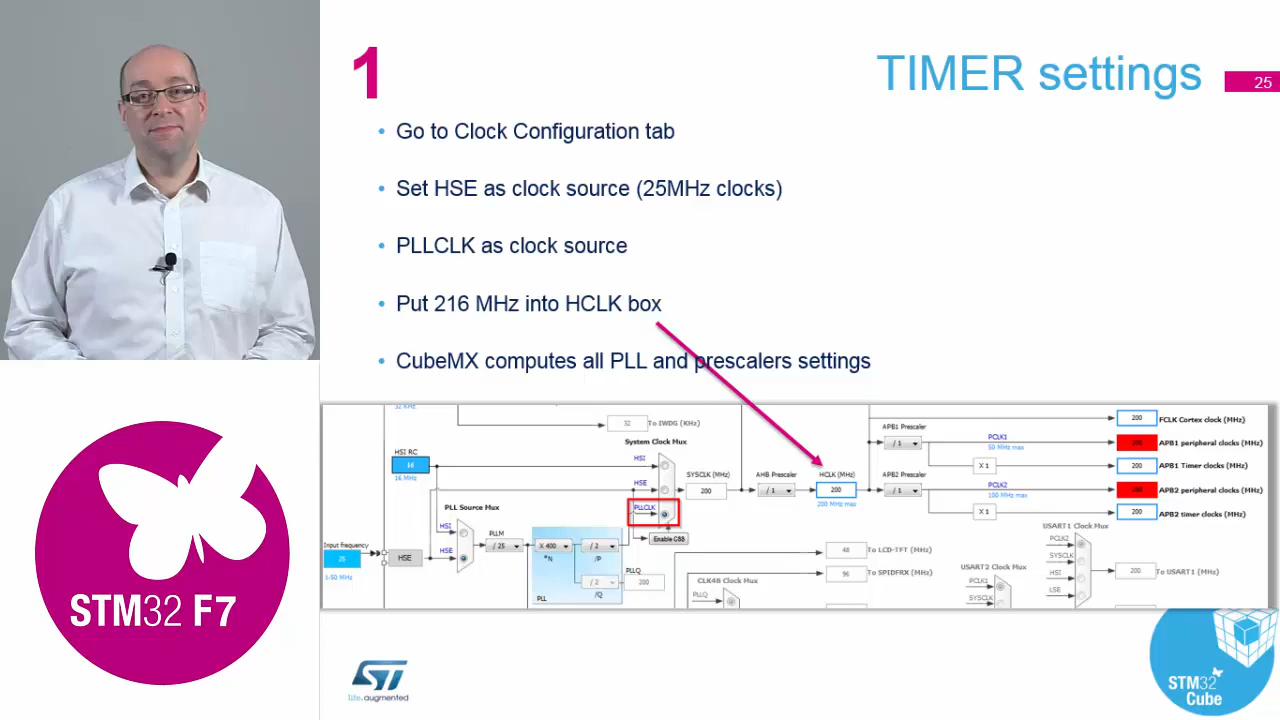 1
TIMER settings
25
• Go to Clock Configuration tab
• Set HSE as clock source (25MHz clocks)
• PLLCLK as clock source
• Put 216 MHz into HCLK box
• CubeMX computes all PLL and prescalers settings
32 KHz
32
To IWDG (KHz)
System Clock Mux
HSI RC
16
16 MHz
HSI
HSE
PLLCLK
Enable CSS
SYSCLK (MHz)
200
AHB Prescaler
/ 1
HCLK (MHz)
200
200 MHz max
APB1 Prescaler
/ 1
PCLK1
50 MHz max
X 1
APB2 Prescaler
/ 1
PCLK2
100 MHz max
X 1
200
FCLK Cortex clock (MHz)
200
APB1 peripheral clocks (MHz)
200
APB1 Timer clocks (MHz)
200
APB2 peripheral clocks (MHz)
200
APB2 timer clocks (MHz)
PLL Source Mux
HSI
HSE
Input frequency
25
1-50 MHz
HSE
PLLM
/ 25
X 400
*N
/ 2
/P
/ 2
/Q
PLL
PLLQ
200
48
To LCD-TFT (MHz)
96
To SPIDFRX (MHz)
CLK48 Clock Mux
PLLQ
USART2 Clock Mux
PCLK1
SYSCLK
USART1 Clock Mux
PCLK2
SYSCLK
HSI
LSE
200
To USART1 (MHz)
STM32 F7
ST
life.augmented
STM32
Cube